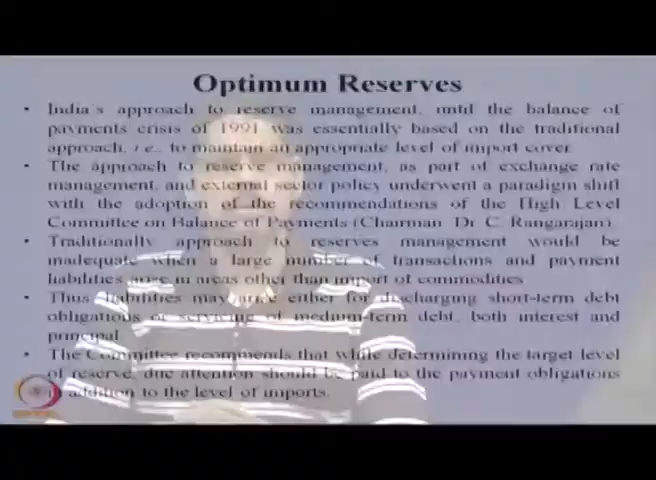 Optimum Reserves
• India's approach to reserve management, until the balance of
payments crisis of 1991 was essentially based on the traditional
approach, i.e., to maintain an appropriate level of import cover
• The approach to reserve management, as part of exchange rate
management, and external sector policy underwent a paradigm shift
with the adoption of the recommendations of the High Level
Committee on Balance of Payments (Chairman Dr C. Rangarajan).
• Traditionally approach to reserves management would be
inadequate when a large number of transactions and payment
liabilities arise in areas other than import of commodities
• Thus liabilities may arise either for discharging short-term debt
obligations or servicing of medium-term debt, both interest and
principal
• The Committee recommends that while determining the target level
of reserve, due attention should be paid to the payment obligations
in addition to the level of imports.